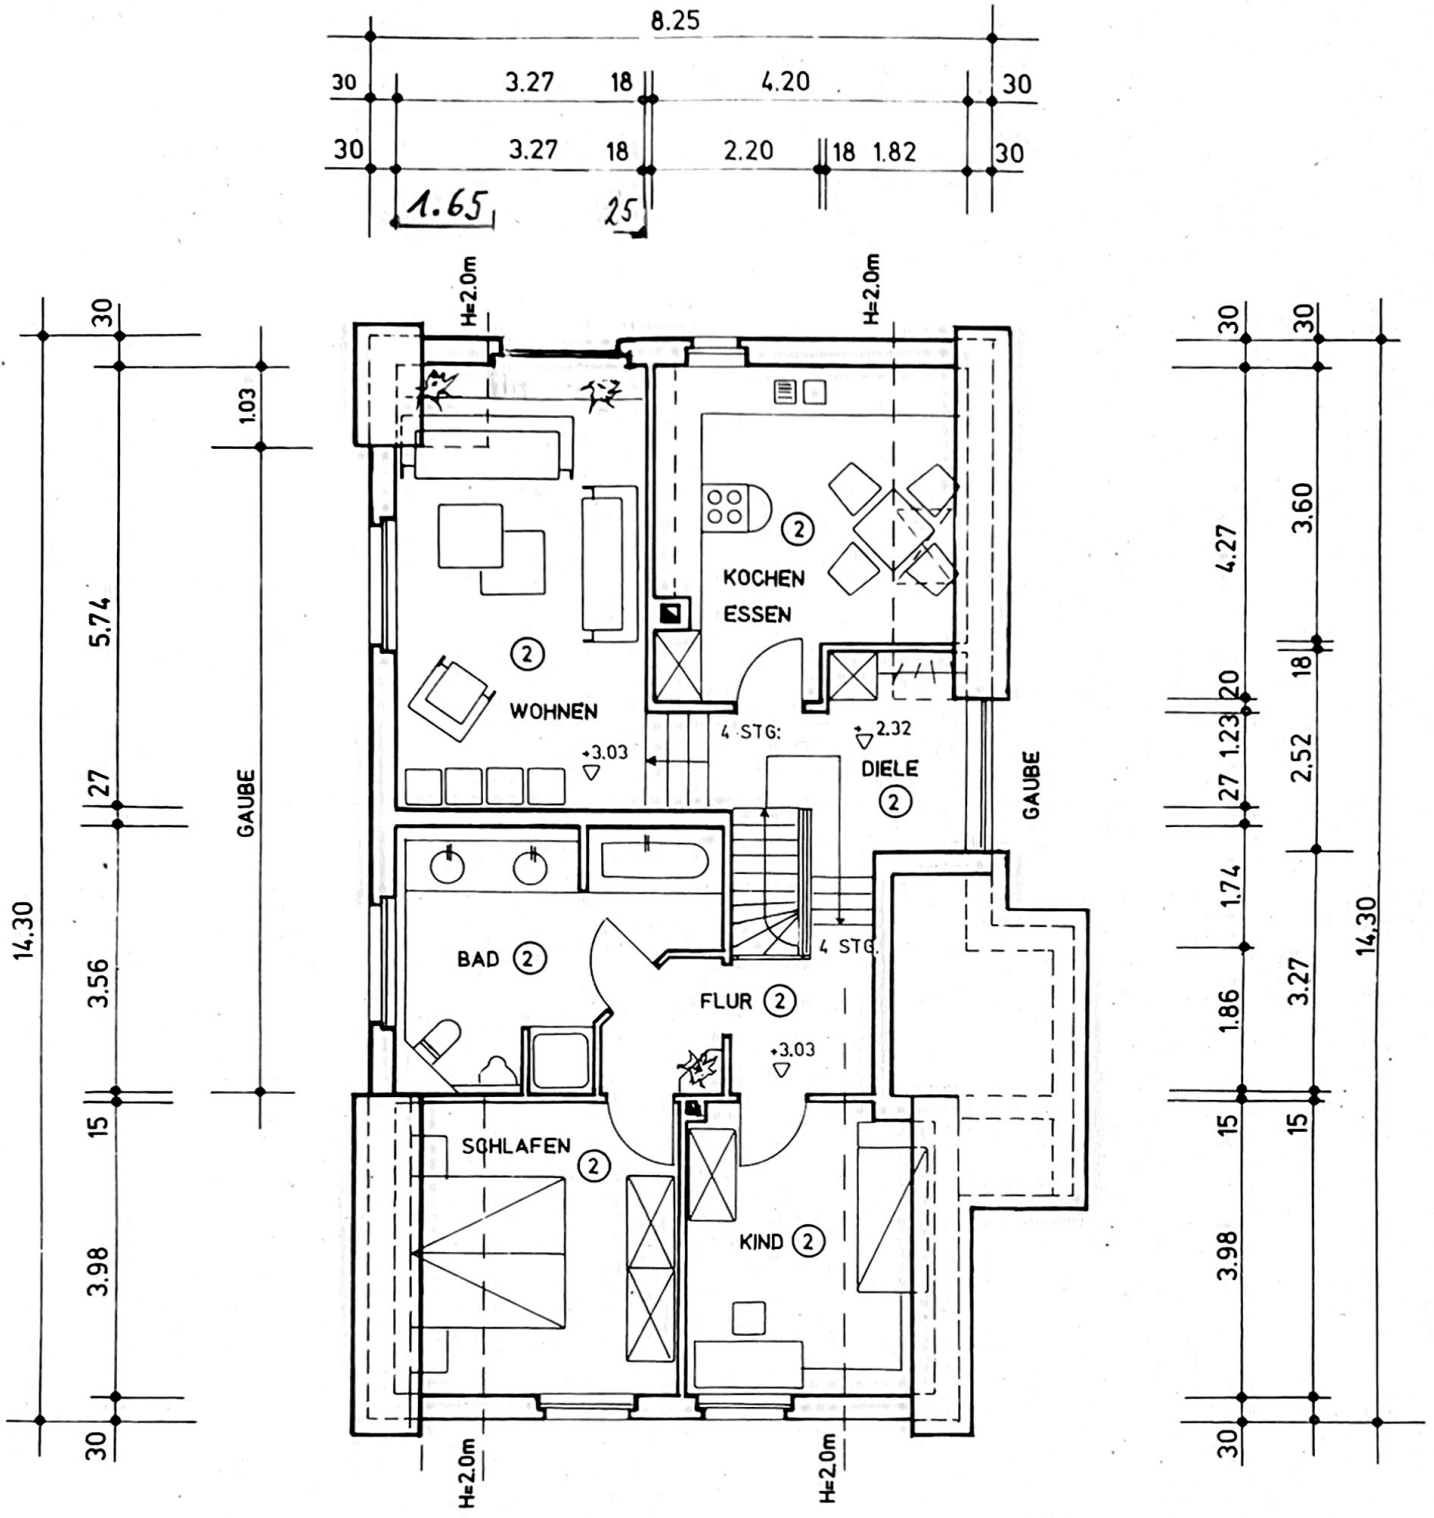 8.25
30 3.27 18 4.20 30
30 3.27 18 2.20 18 1.82 30
1.65 25
H=2.0m H=2.0m
30
1.03
5.74
27
GAUBE
14.30
3.56
15
3.98
30
KOCHEN 2
ESSEN
2
WOHNEN
+3.03
4 STG:
+2.32
DIELE
2
GAUBE
BAD 2
4 STG.
FLUR 2
+3.03
SCHLAFEN
2
KIND 2
H=2.0m H=2.0m
30 30
4.27 3.60
20 18
1.23 2.52
27
1.74
1.86 3.27
14,30
15 15
3.98
30